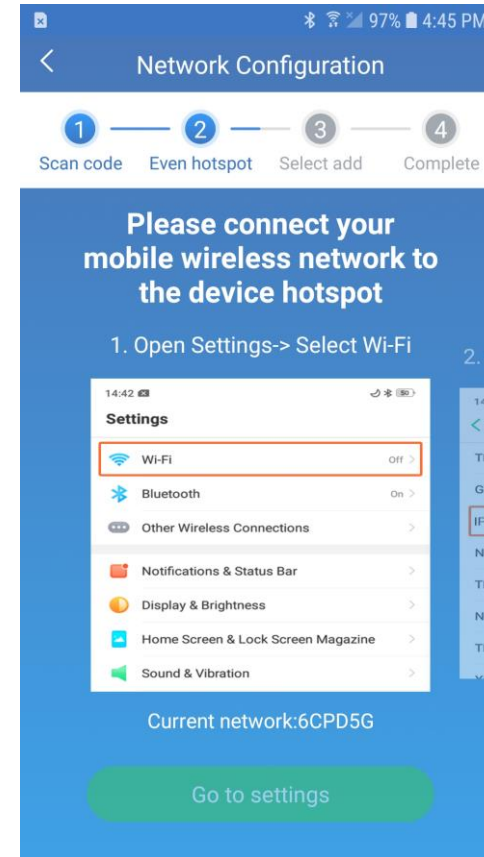 97% 4:45 PM
Network Configuration
1 2 3 4
Scan code Even hotspot Select add Complete
Please connect your
mobile wireless network to
the device hotspot
1. Open Settings-> Select Wi-Fi
2.
14:42
Settings
Wi-Fi Off
Bluetooth On
Other Wireless Connections
Notifications & Status Bar
Display & Brightness
Home Screen & Lock Screen Magazine
Sound & Vibration
Current network:6CPD5G
Go to settings